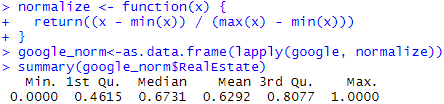 > normalize <- function(x) {
+   return((x - min(x)) / (max(x) - min(x)))
+ }
> google_norm<-as.data.frame(lapply(google, normalize))
> summary(google_norm$RealEstate)
   Min. 1st Qu.  Median    Mean 3rd Qu.    Max.
 0.0000  0.4615  0.6731  0.6292  0.8077  1.0000